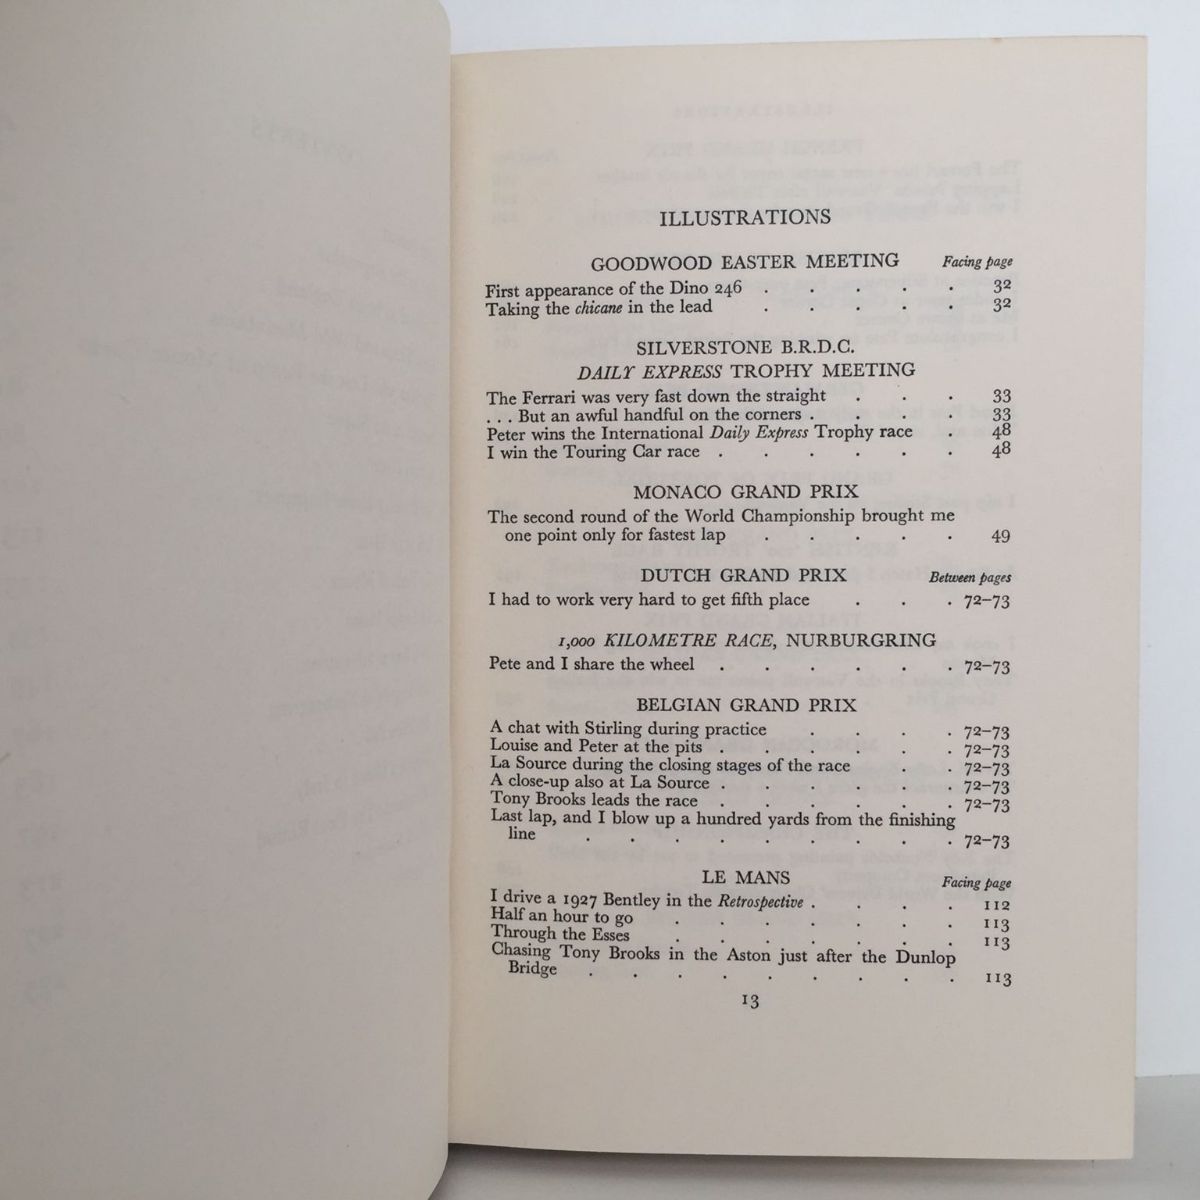 ILLUSTRATIONS
GOODWOOD EASTER MEETING Facing page
First appearance of the Dino 246 . . . . . 32
Taking the chicane in the lead . . . . . 32
SILVERSTONE B.R.D.C.
DAILY EXPRESS TROPHY MEETING
The Ferrari was very fast down the straight . . . 33
. . . But an awful handful on the corners . . . . 33
Peter wins the International Daily Express Trophy race . 48
I win the Touring Car race . . . . . . 48
MONACO GRAND PRIX
The second round of the World Championship brought me
one point only for fastest lap . . . . . 49
DUTCH GRAND PRIX Between pages
I had to work very hard to get fifth place . . . 72–73
1,000 KILOMETRE RACE, NURBURGRING
Pete and I share the wheel . . . . . . 72–73
BELGIAN GRAND PRIX
A chat with Stirling during practice . . . . 72–73
Louise and Peter at the pits . . . . . . 72–73
La Source during the closing stages of the race . . 72–73
A close-up also at La Source . . . . . . 72–73
Tony Brooks leads the race . . . . . . 72–73
Last lap, and I blow up a hundred yards from the finishing
line . . . . . . . . . 72–73
LE MANS Facing page
I drive a 1927 Bentley in the Retrospective . . . . 112
Half an hour to go . . . . . . . 113
Through the Esses . . . . . . . 113
Chasing Tony Brooks in the Aston just after the Dunlop
Bridge . . . . . . . . . 113
13